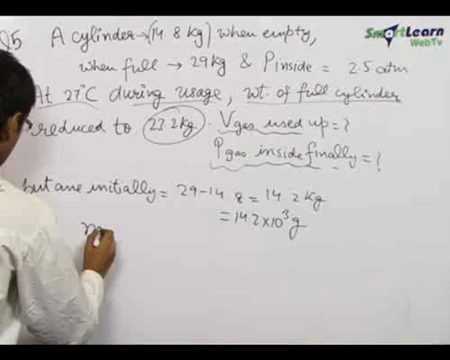 Q5 A cylinder → (14.8 kg) when empty,
when full → 29 kg & Pinside = 2.5 atm
At 27°C during usage, wt. of full cylinder
reduced to 23.2 kg. Vgas used up = ?
Pgas inside finally = ?
butane initially = 29-14 8 = 14 2 kg
= 14 2 x 10³ g
SmartLearn
WebTv